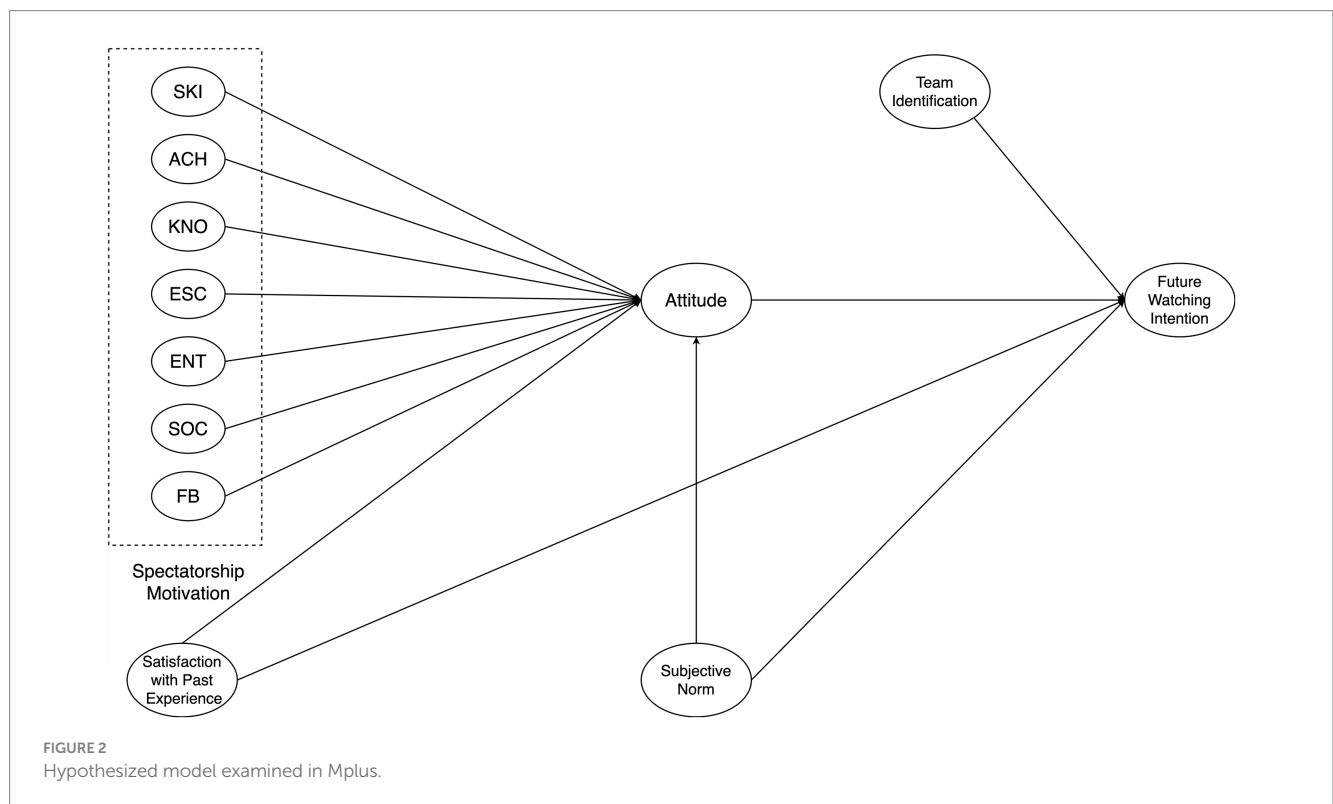 SKI
ACH
KNO
ESC
ENT
SOC
FB
Spectatorship
Motivation
Satisfaction
with Past
Experience
Attitude
Subjective
Norm
Team
Identification
Future
Watching
Intention
FIGURE 2
Hypothesized model examined in Mplus.